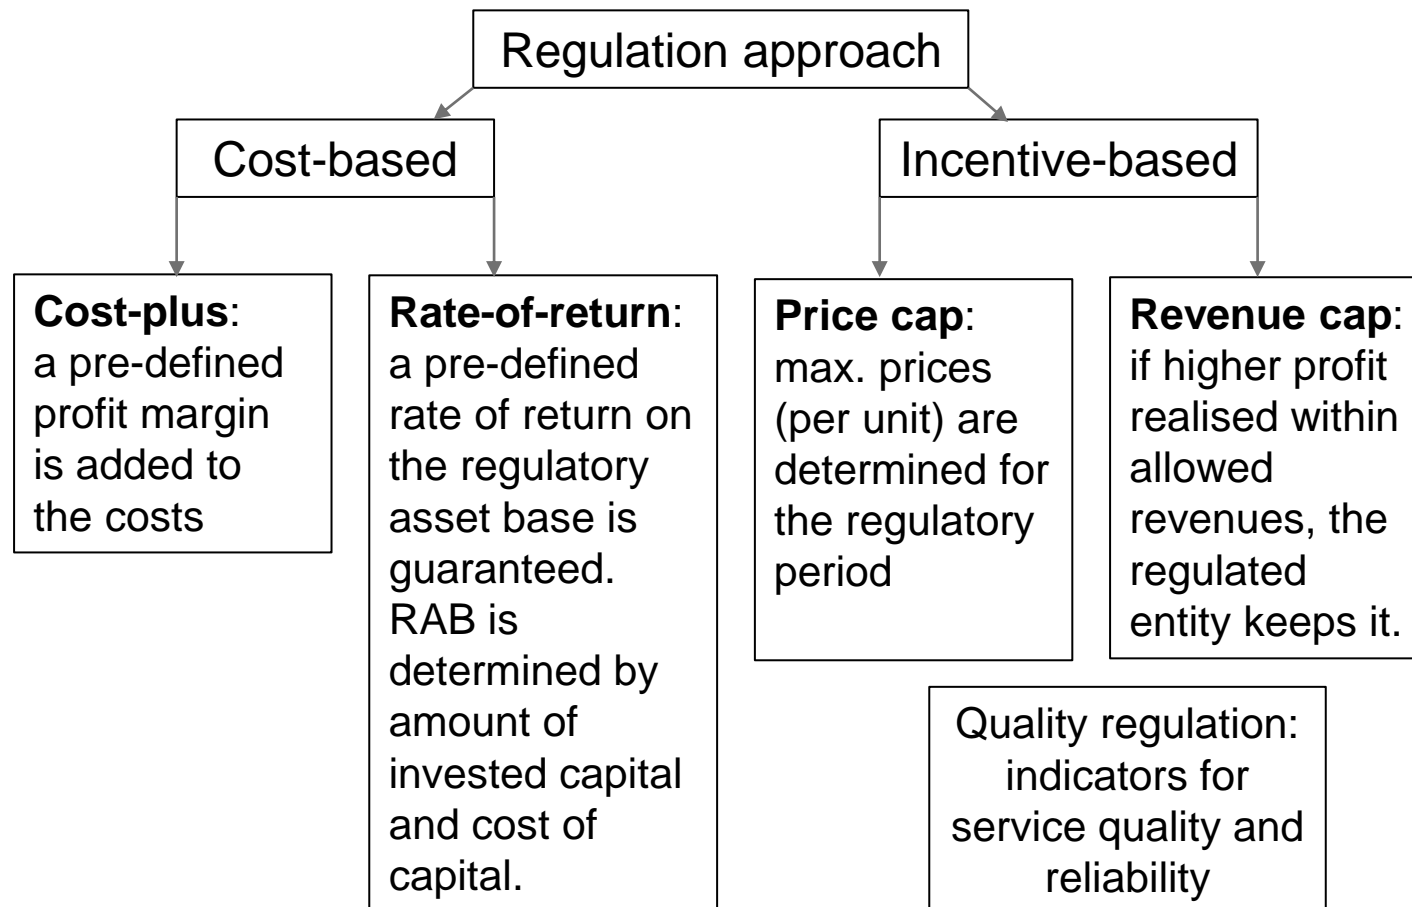 Regulation approach
Cost-based
Incentive-based
Cost-plus:
a pre-defined
profit margin
is added to
the costs
Rate-of-return:
a pre-defined
rate of return on
the regulatory
asset base is
guaranteed.
RAB is
determined by
amount of
invested capital
and cost of
capital.
Price cap:
max. prices
(per unit) are
determined for
the regulatory
period
Revenue cap:
if higher profit
realised within
allowed
revenues, the
regulated
entity keeps it.
Quality regulation:
indicators for
service quality and
reliability